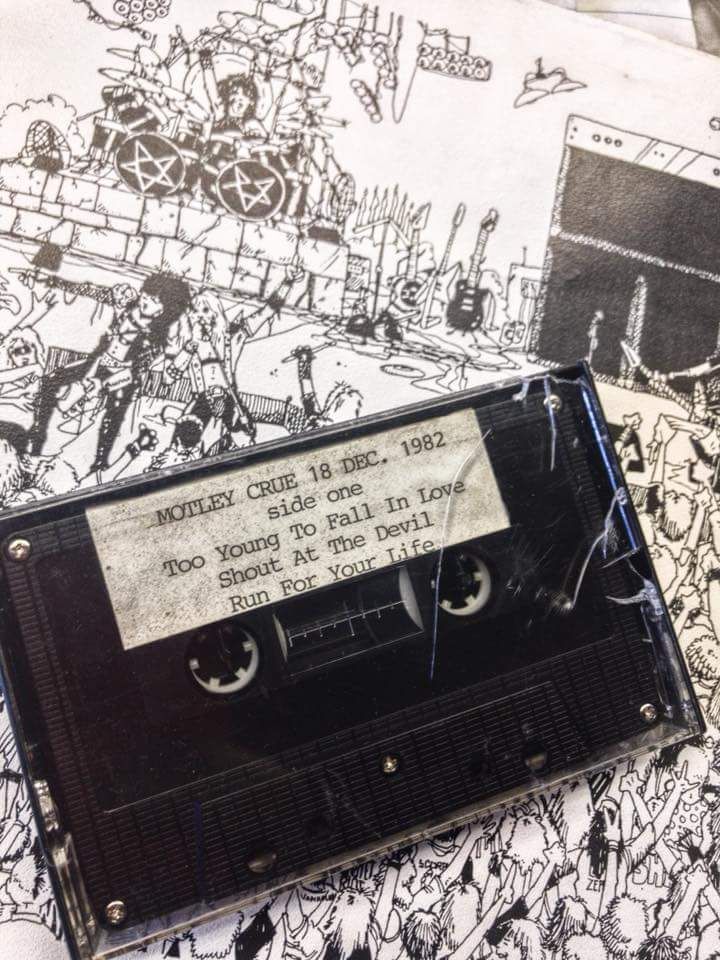 MOTLEY CRUE 18 DEC. 1982
side one
Too Young To Fall In Love
Shout At The Devil
Run For Your Life